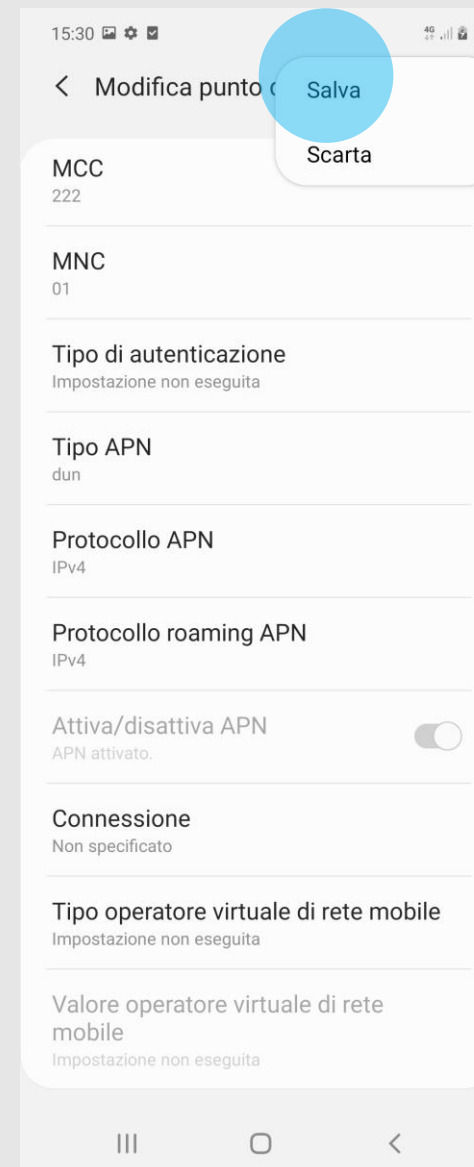 15:30
4G
Modifica punto
Salva
Scarta
MCC
222
MNC
01
Tipo di autenticazione
Impostazione non eseguita
Tipo APN
dun
Protocollo APN
IPv4
Protocollo roaming APN
IPv4
Attiva/disattiva APN
APN attivato.
Connessione
Non specificato
Tipo operatore virtuale di rete mobile
Impostazione non eseguita
Valore operatore virtuale di rete
mobile
Impostazione non eseguita